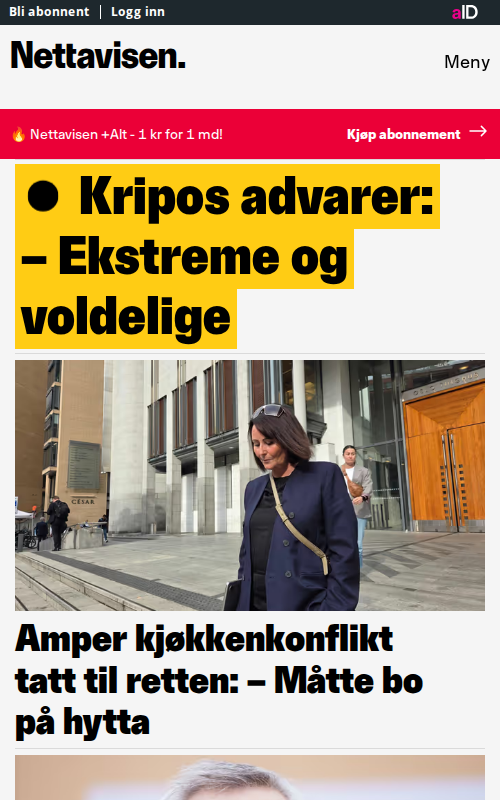 Bli abonnent | Logg inn
aID
Nettavisen.
Meny
🔥 Nettavisen +Alt - 1 kr for 1 md!
Kjøp abonnement →
● Kripos advarer:
– Ekstreme og
voldelige
CESAR
Amper kjøkkenkonflikt
tatt til retten: – Måtte bo
på hytta